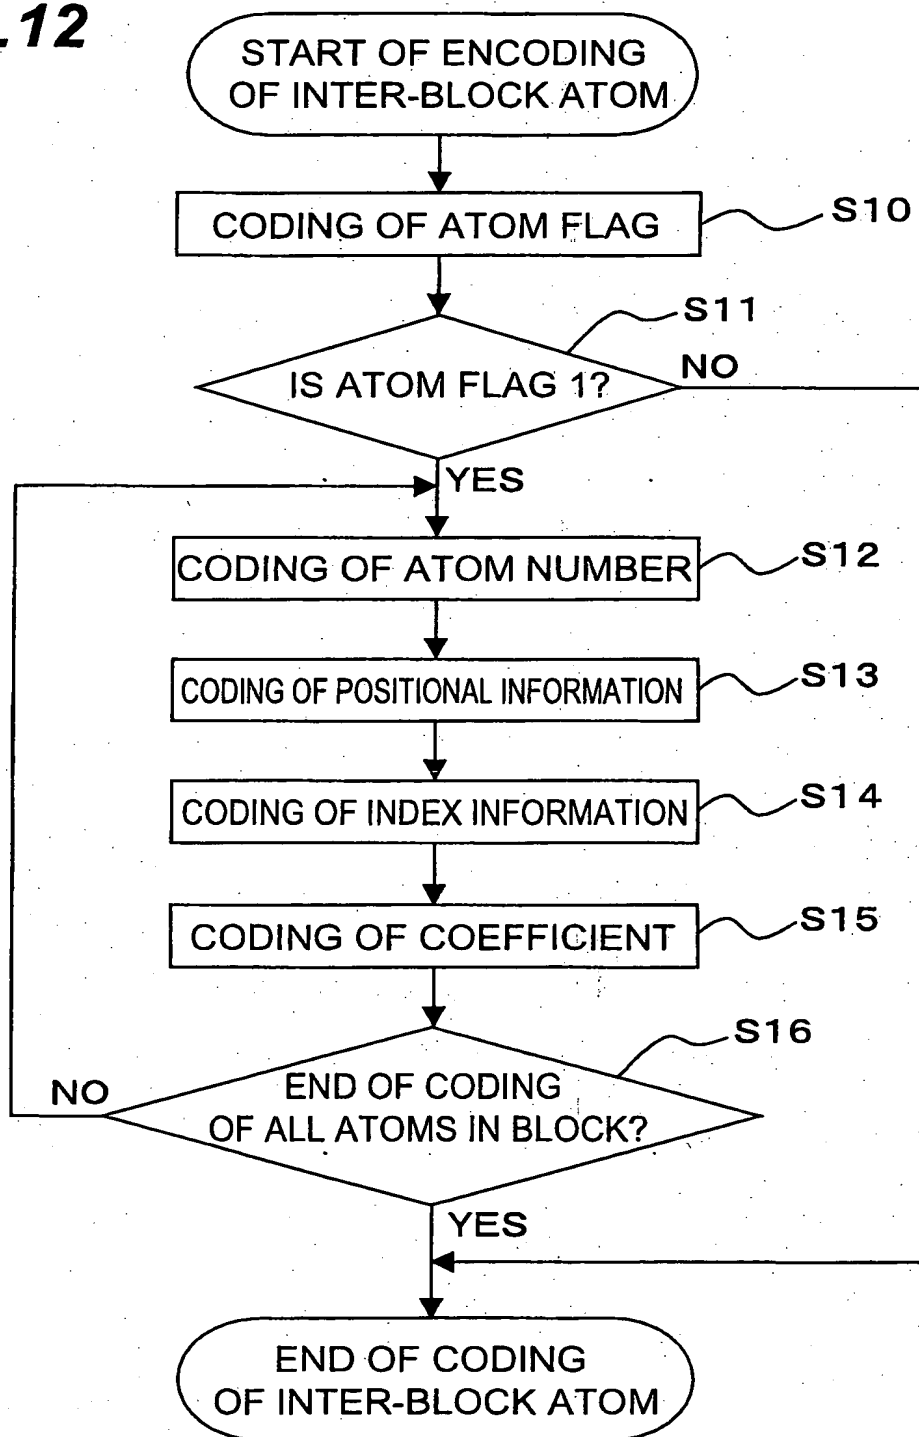 .12
START OF ENCODING
OF INTER-BLOCK ATOM
CODING OF ATOM FLAG
S10
S11
IS ATOM FLAG 1?
NO
YES
CODING OF ATOM NUMBER
S12
CODING OF POSITIONAL INFORMATION
S13
CODING OF INDEX INFORMATION
S14
CODING OF COEFFICIENT
S15
S16
NO
END OF CODING
OF ALL ATOMS IN BLOCK?
YES
END OF CODING
OF INTER-BLOCK ATOM